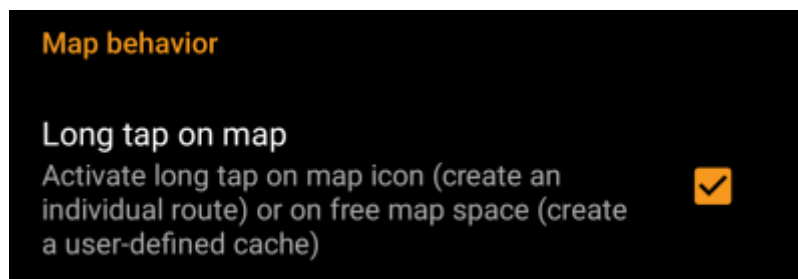 Map behavior
Long tap on map
Activate long tap on map icon (create an
individual route) or on free map space (create
a user-defined cache)